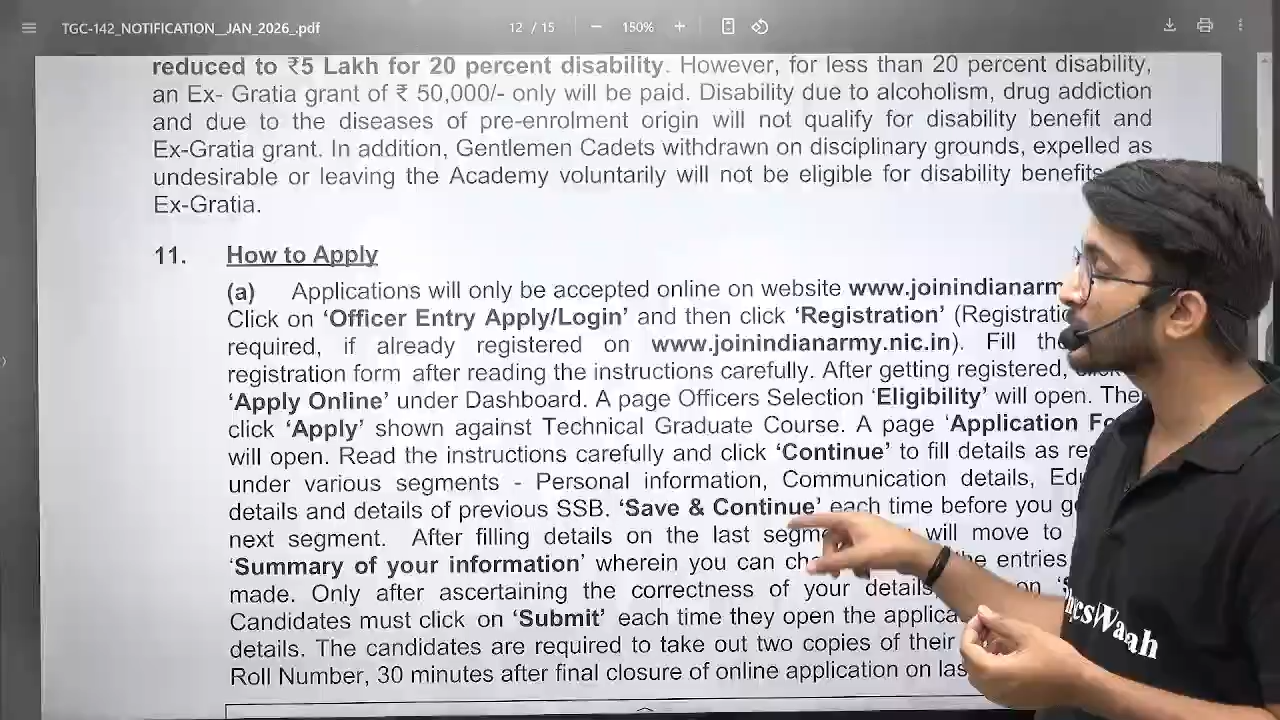 TGC-142_NOTIFICATION__JAN_2026_.pdf
12 / 15
150%
reduced to ₹5 Lakh for 20 percent disability. However, for less than 20 percent disability,
an Ex- Gratia grant of ₹ 50,000/- only will be paid. Disability due to alcoholism, drug addiction
and due to the diseases of pre-enrolment origin will not qualify for disability benefit and
Ex-Gratia grant. In addition, Gentlemen Cadets withdrawn on disciplinary grounds, expelled as
undesirable or leaving the Academy voluntarily will not be eligible for disability benefits
Ex-Gratia.
11. How to Apply
(a) Applications will only be accepted online on website www.joinindianarm
Click on ‘Officer Entry Apply/Login’ and then click ‘Registration’ (Registratio
required, if already registered on www.joinindianarmy.nic.in). Fill the
registration form after reading the instructions carefully. After getting registered,
‘Apply Online’ under Dashboard. A page Officers Selection ‘Eligibility’ will open. The
click ‘Apply’ shown against Technical Graduate Course. A page ‘Application Fo
will open. Read the instructions carefully and click ‘Continue’ to fill details as re
under various segments - Personal information, Communication details, Edu
details and details of previous SSB. ‘Save & Continue’ each time before you g
next segment. After filling details on the last segm will move to
‘Summary of your information’ wherein you can ch the entries
made. Only after ascertaining the correctness of your details, on
Candidates must click on ‘Submit’ each time they open the applica
details. The candidates are required to take out two copies of their
Roll Number, 30 minutes after final closure of online application on las
hicsWaah